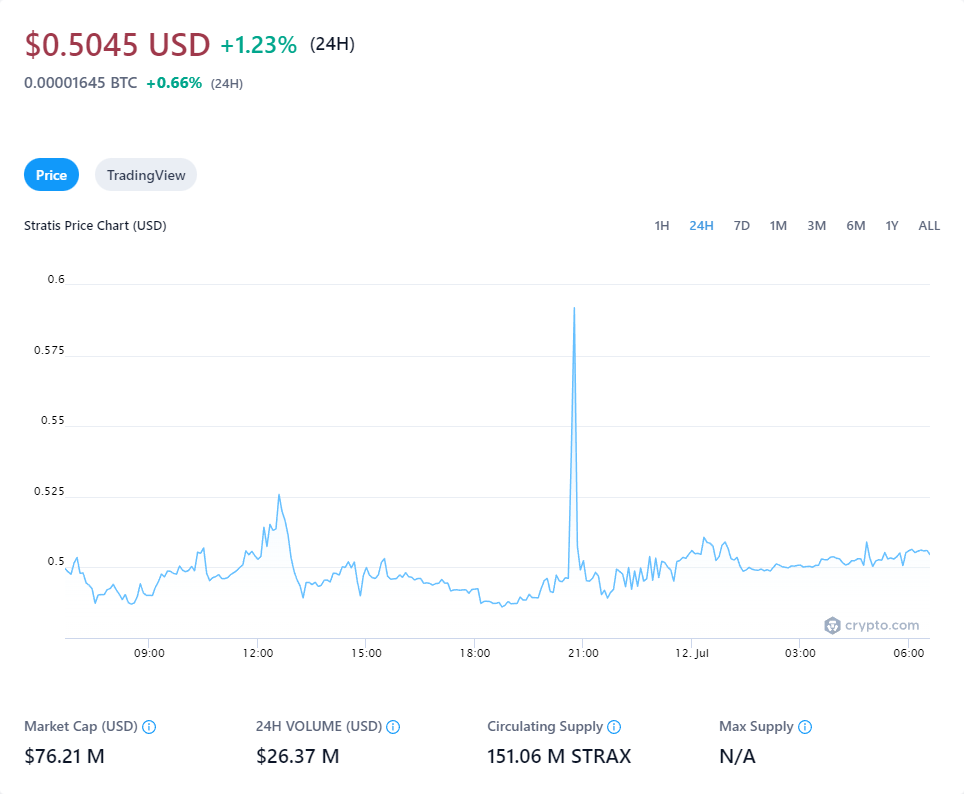 $0.5045 USD +1.23% (24H)
0.00001645 BTC +0.66% (24H)
Price TradingView
Stratis Price Chart (USD) 1H 24H 7D 1M 3M 6M 1Y ALL
0.6
0.575
0.55
0.525
0.5
crypto.com
09:00 12:00 15:00 18:00 21:00 12. Jul 03:00 06:00
Market Cap (USD) 24H VOLUME (USD) Circulating Supply Max Supply
$76.21 M $26.37 M 151.06 M STRAX N/A